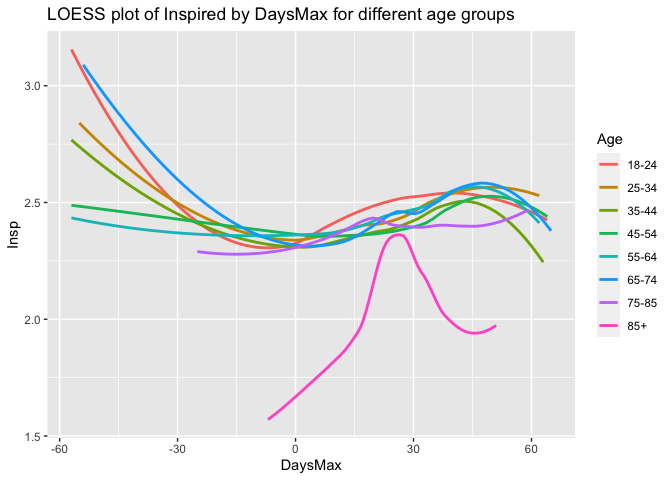 LOESS plot of Inspired by DaysMax for different age groups
3.0
2.5
2.0
1.5
Insp
-60 -30 0 30 60
DaysMax
Age
18-24
25-34
35-44
45-54
55-64
65-74
75-85
85+